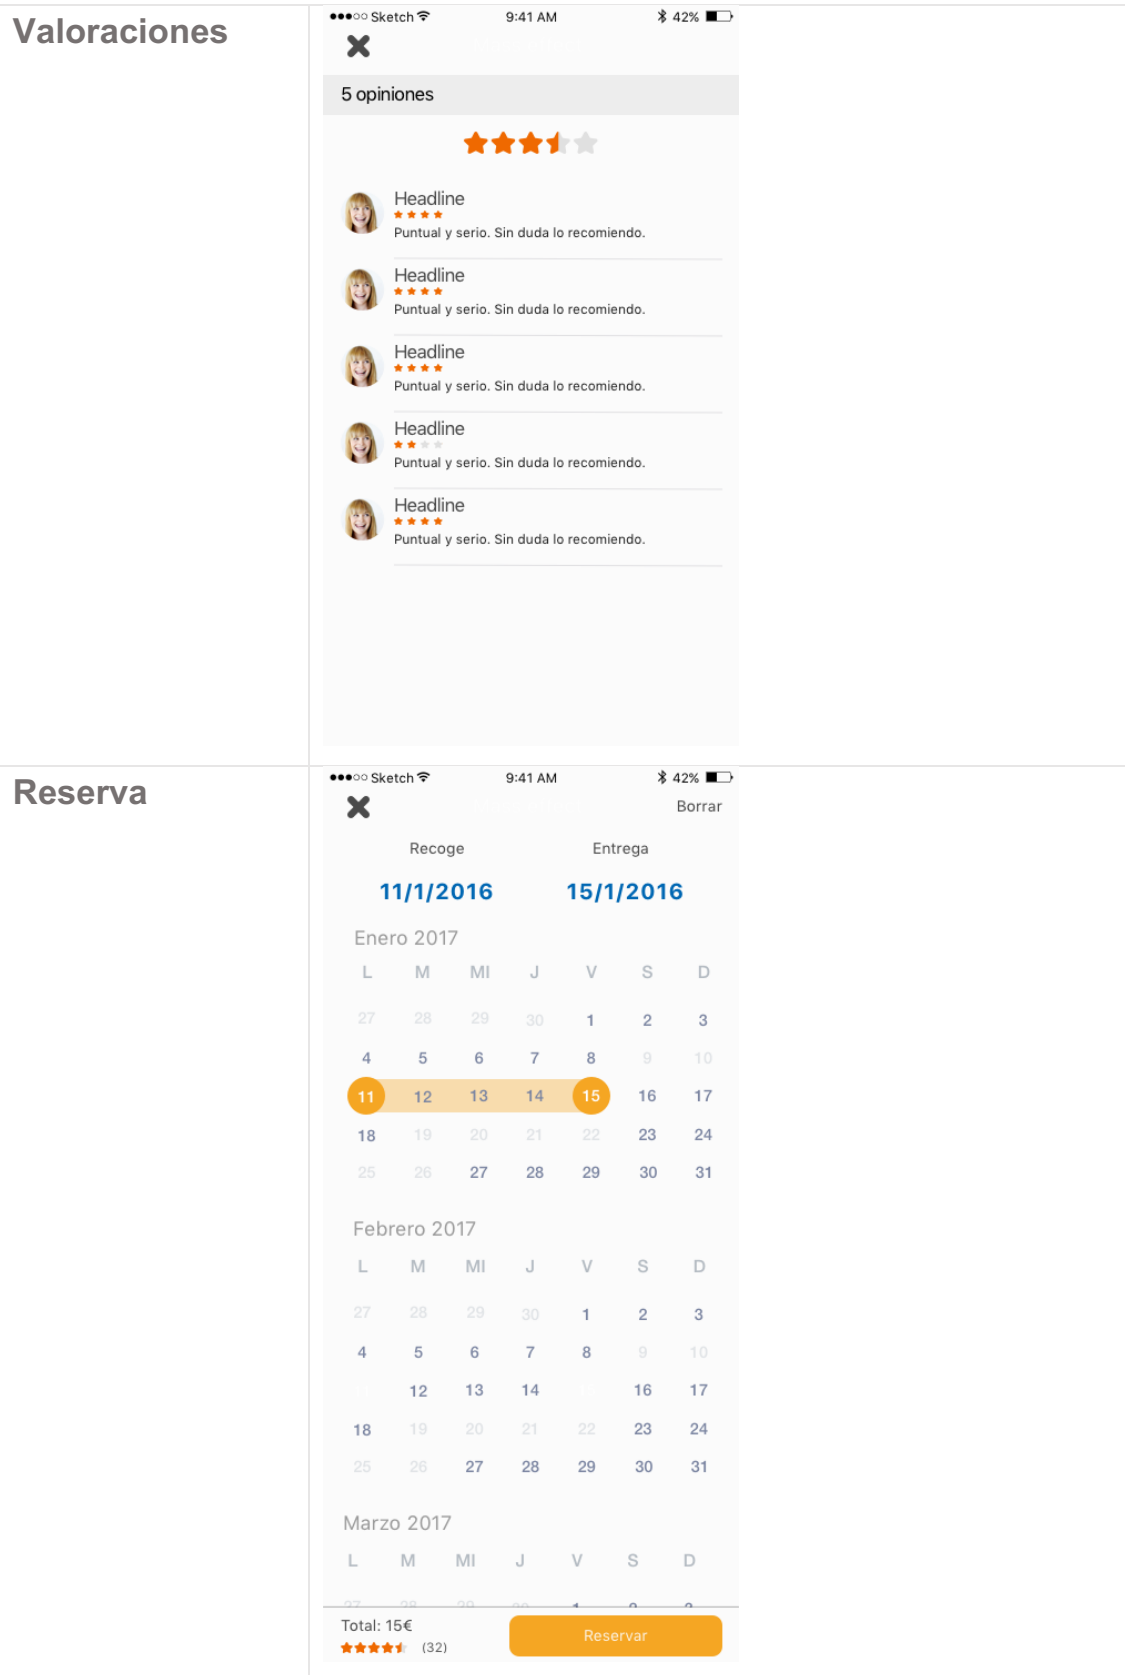 Valoraciones
Sketch 9:41 AM 42%
5 opiniones
Headline
Puntual y serio. Sin duda lo recomiendo.
Headline
Puntual y serio. Sin duda lo recomiendo.
Headline
Puntual y serio. Sin duda lo recomiendo.
Headline
Puntual y serio. Sin duda lo recomiendo.
Headline
Puntual y serio. Sin duda lo recomiendo.
Reserva
Sketch 9:41 AM 42%
Borrar
Recoge Entrega
11/1/2016 15/1/2016
Enero 2017
L M MI J V S D
27 28 29 30 1 2 3
4 5 6 7 8 9 10
11 12 13 14 15 16 17
18 19 20 21 22 23 24
25 26 27 28 29 30 31
Febrero 2017
L M MI J V S D
27 28 29 30 1 2 3
4 5 6 7 8 9 10
12 13 14 16 17
18 19 20 21 22 23 24
25 26 27 28 29 30 31
Marzo 2017
L M MI J V S D
27 28 29 30 1 2 3
Total: 15€
(32)
Reservar